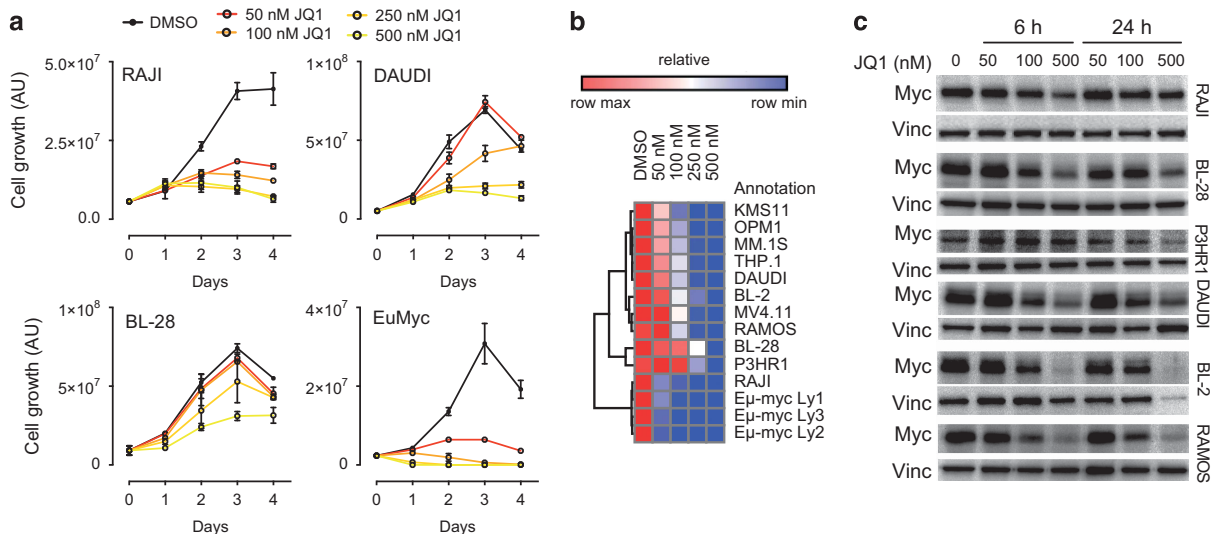 a
DMSO
50 nM JQ1
100 nM JQ1
250 nM JQ1
500 nM JQ1
RAJI
Cell growth (AU)
5.0×10⁷
2.5×10⁷
0.0
0 1 2 3 4
Days
DAUDI
1×10⁸
5×10⁷
0
0 1 2 3 4
Days
BL-28
Cell growth (AU)
1×10⁸
5×10⁷
0
0 1 2 3 4
Days
EuMyc
4×10⁷
2×10⁷
0
0 1 2 3 4
Days
b
relative
row max row min
DMSO
50 nM
100 nM
250 nM
500 nM
Annotation
KMS11
OPM1
MM.1S
THP.1
DAUDI
BL-2
MV4.11
RAMOS
BL-28
P3HR1
RAJI
Eµ-myc Ly1
Eµ-myc Ly3
Eµ-myc Ly2
c
6 h 24 h
JQ1 (nM) 0 50 100 500 50 100 500
Myc
Vinc
RAJI
Myc
Vinc
BL-28
Myc
Vinc
P3HR1
Myc
Vinc
DAUDI
Myc
Vinc
BL-2
Myc
Vinc
RAMOS